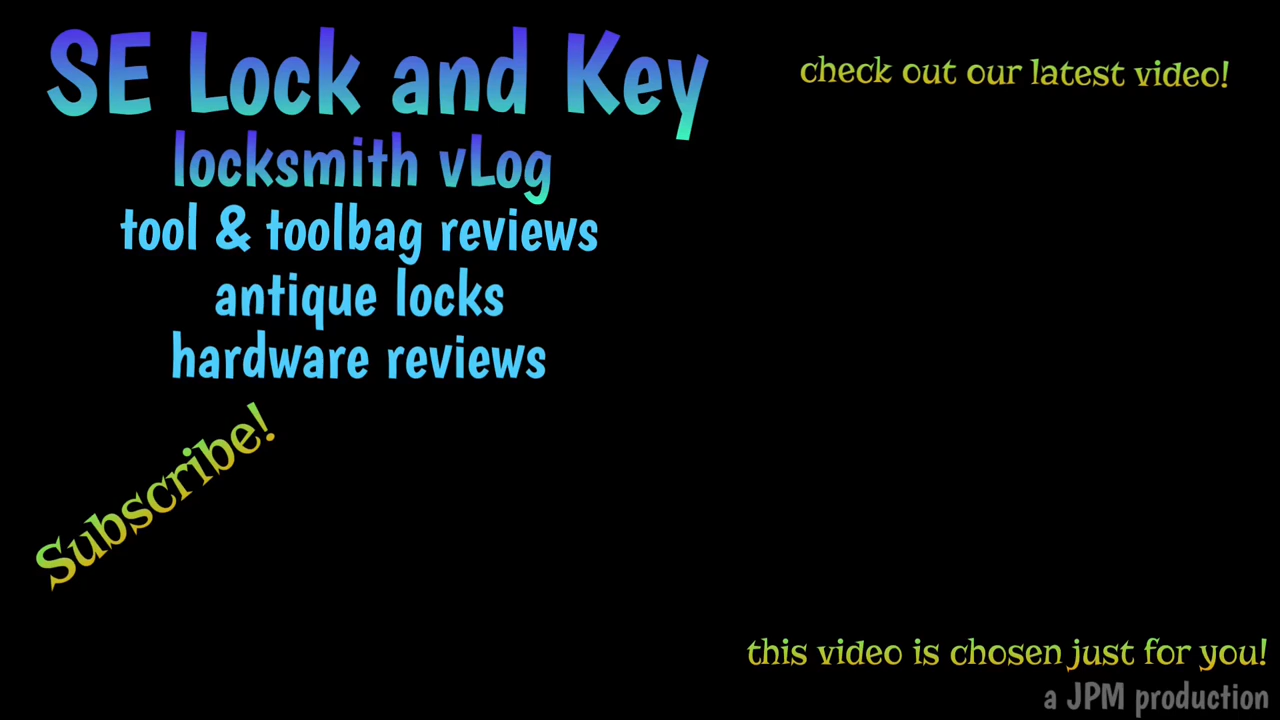 SE Lock and Key
locksmith vLog
tool & toolbag reviews
antique locks
hardware reviews
Subscribe!
check out our latest video!
this video is chosen just for you!
a JPM production